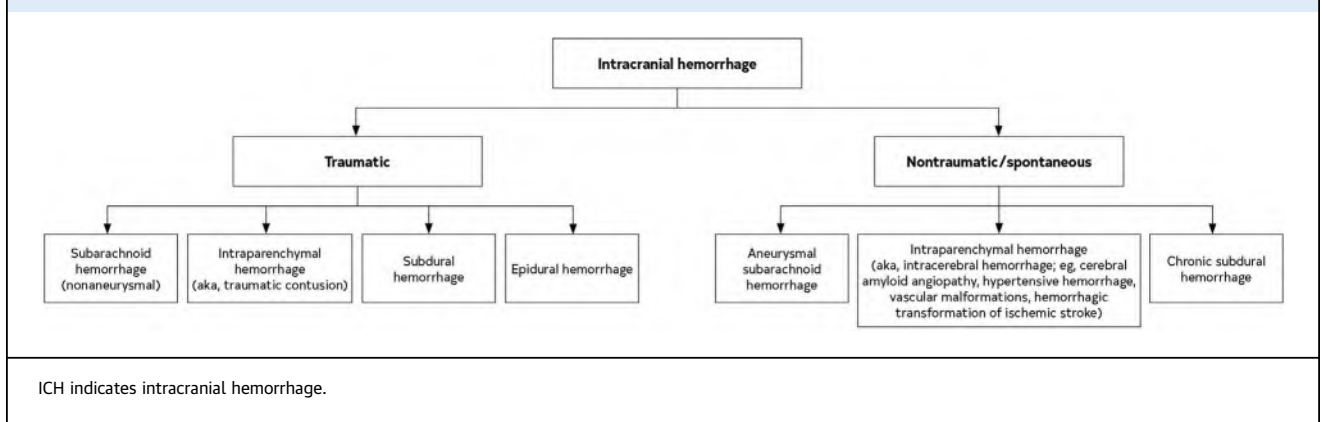 Intracranial hemorrhage
Traumatic
Nontraumatic/spontaneous
Subarachnoid
hemorrhage
(nonaneurysmal)
Intraparenchymal
hemorrhage
(aka, traumatic contusion)
Subdural
hemorrhage
Epidural hemorrhage
Aneurysmal
subarachnoid
hemorrhage
Intraparenchymal hemorrhage
(aka, intracerebral hemorrhage; eg, cerebral
amyloid angiopathy, hypertensive hemorrhage,
vascular malformations, hemorrhagic
transformation of ischemic stroke)
Chronic subdural
hemorrhage
ICH indicates intracranial hemorrhage.